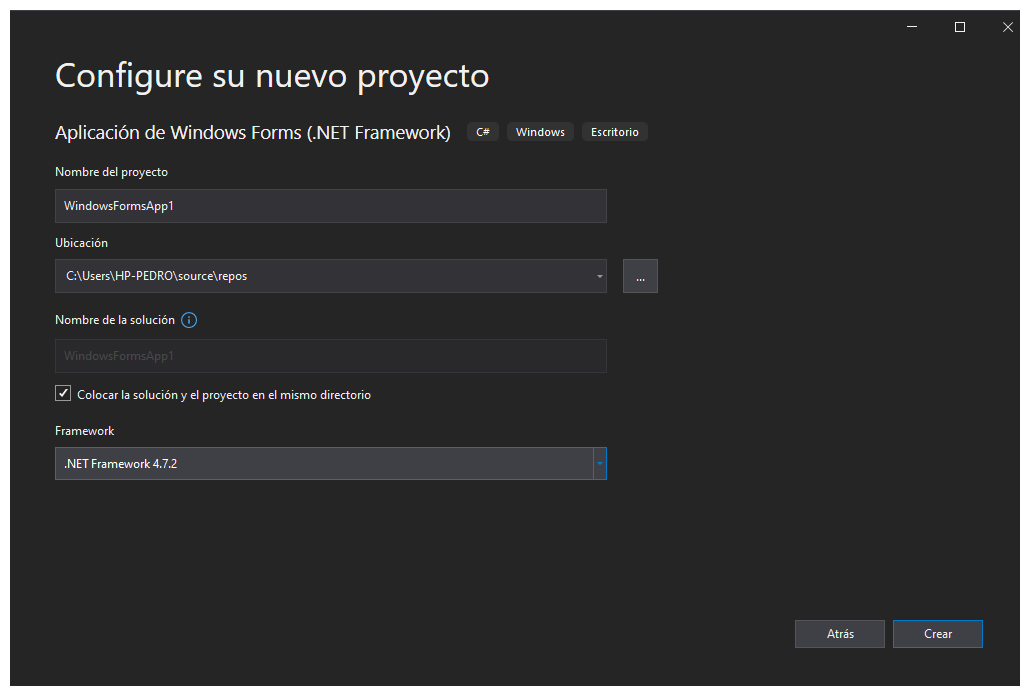 Configure su nuevo proyecto
Aplicación de Windows Forms (.NET Framework) C# Windows Escritorio
Nombre del proyecto
WindowsFormsApp1
Ubicación
C:\Users\HP-PEDRO\source\repos
...
Nombre de la solución
WindowsFormsApp1
Colocar la solución y el proyecto en el mismo directorio
Framework
.NET Framework 4.7.2
Atrás Crear